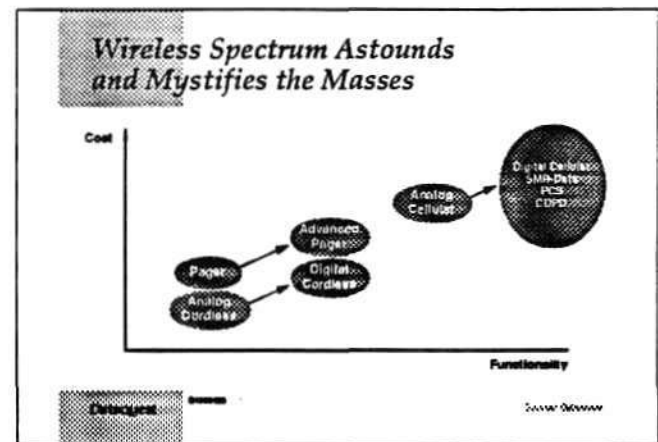 Wireless Spectrum Astounds
and Mystifies the Masses
Cost
Digital Cellular
SMR-Data
PCS
CDPD
Analog
Cellular
Advanced
Pager
Pager
Digital
Cordless
Analog
Cordless
Functionality
Dataquest